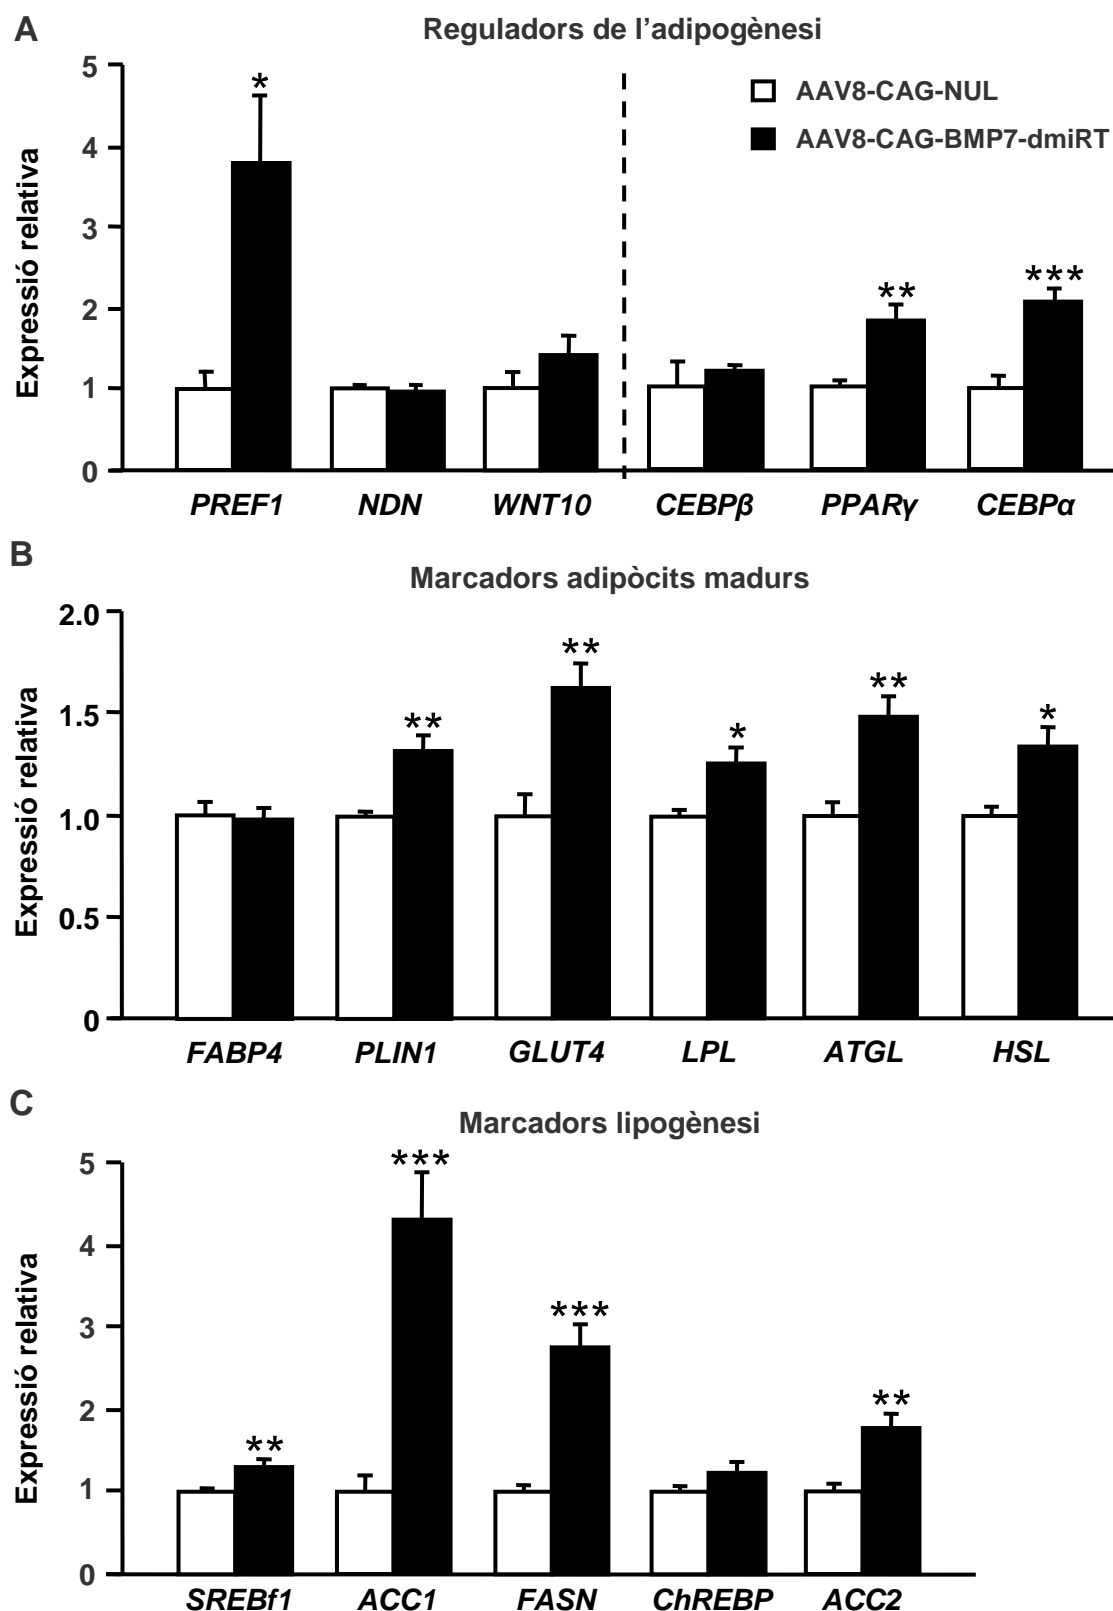 A
Reguladors de l'adipogènesi
AAV8-CAG-NUL
AAV8-CAG-BMP7-dmiRT
Expressió relativa
5
4
3
2
1
0
*
**
***
PREF1 NDN WNT10 CEBPβ PPARγ CEBPα
B
Marcadors adipòcits madurs
Expressió relativa
2.0
1.5
1.0
0.5
0
**
**
*
**
*
FABP4 PLIN1 GLUT4 LPL ATGL HSL
C
Marcadors lipogènesi
Expressió relativa
5
4
3
2
1
0
**
***
***
**
SREBf1 ACC1 FASN ChREBP ACC2